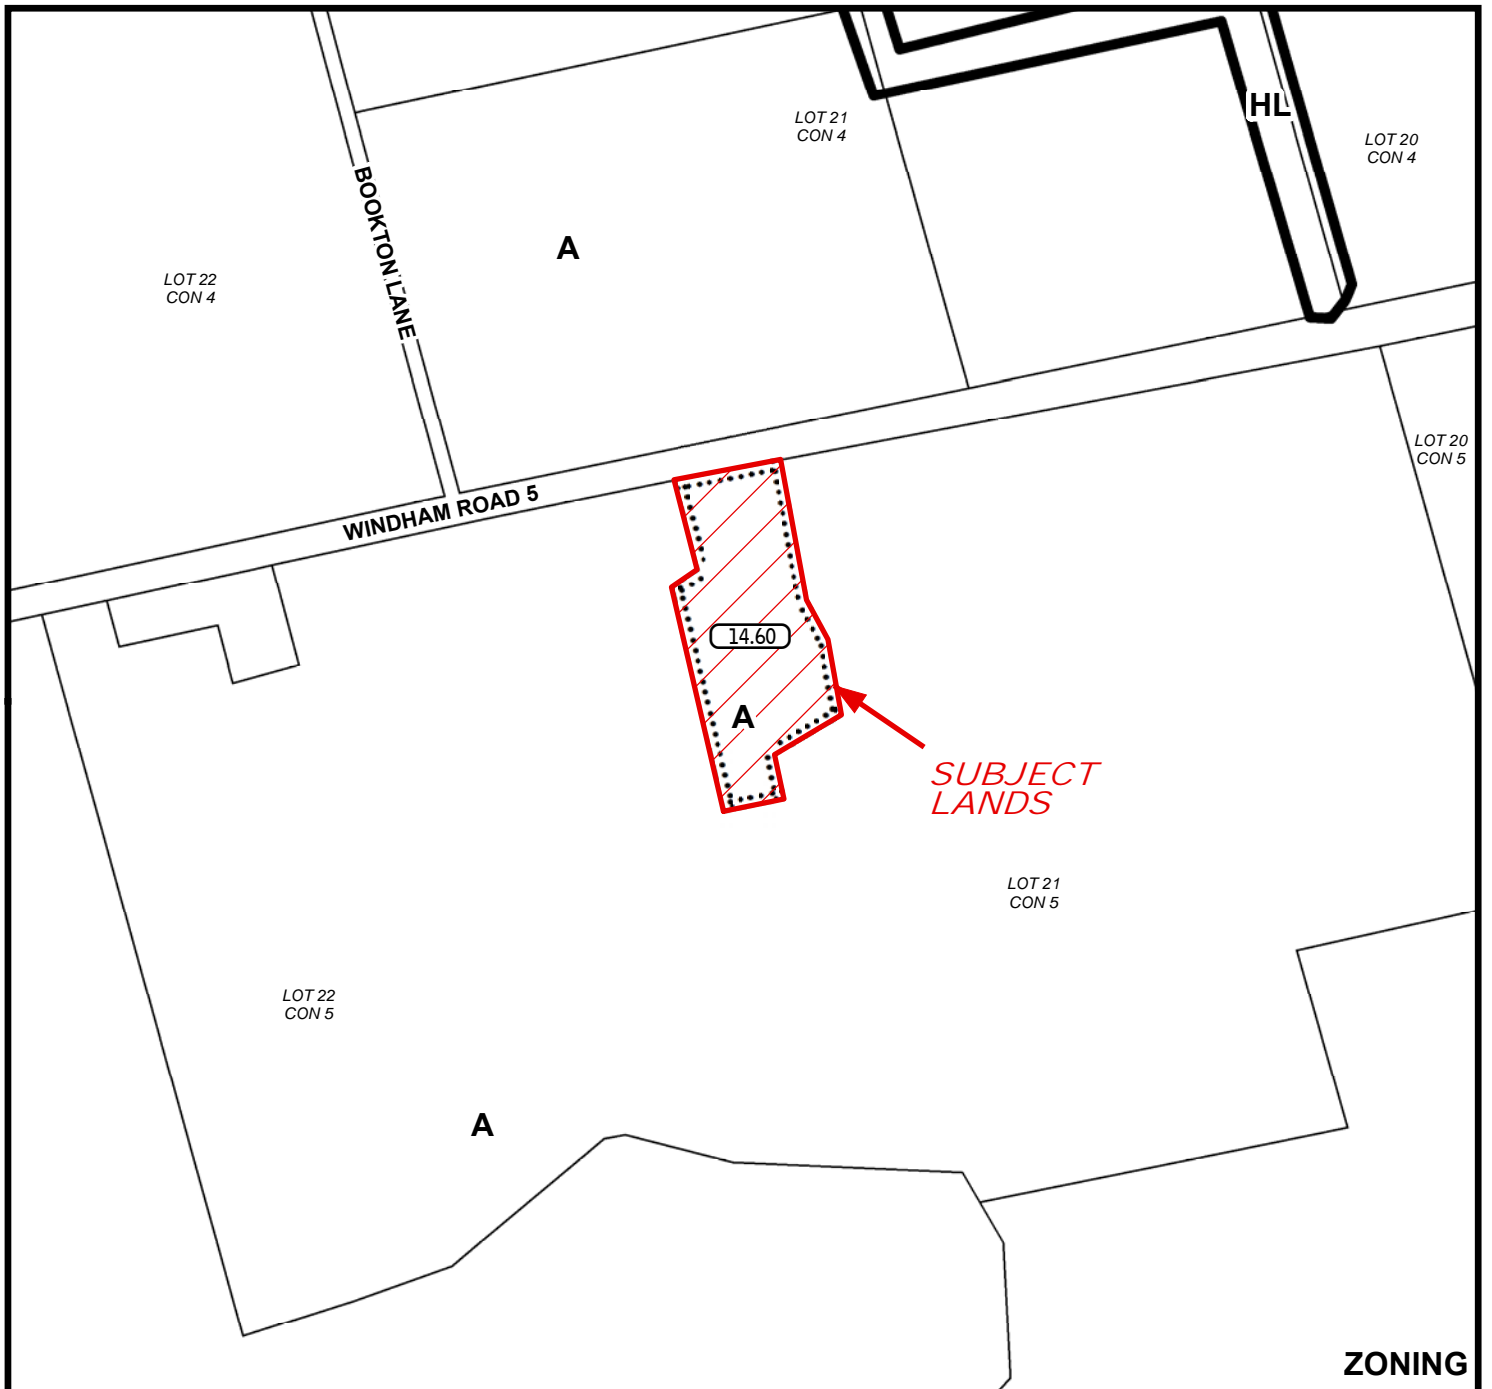 HL
LOT 21
CON 4
LOT 20
CON 4
BOOKTON LANE
A
LOT 22
CON 4
LOT 20
CON 5
WINDHAM ROAD 5
14.60
A
SUBJECT
LANDS
LOT 21
CON 5
LOT 22
CON 5
A
ZONING